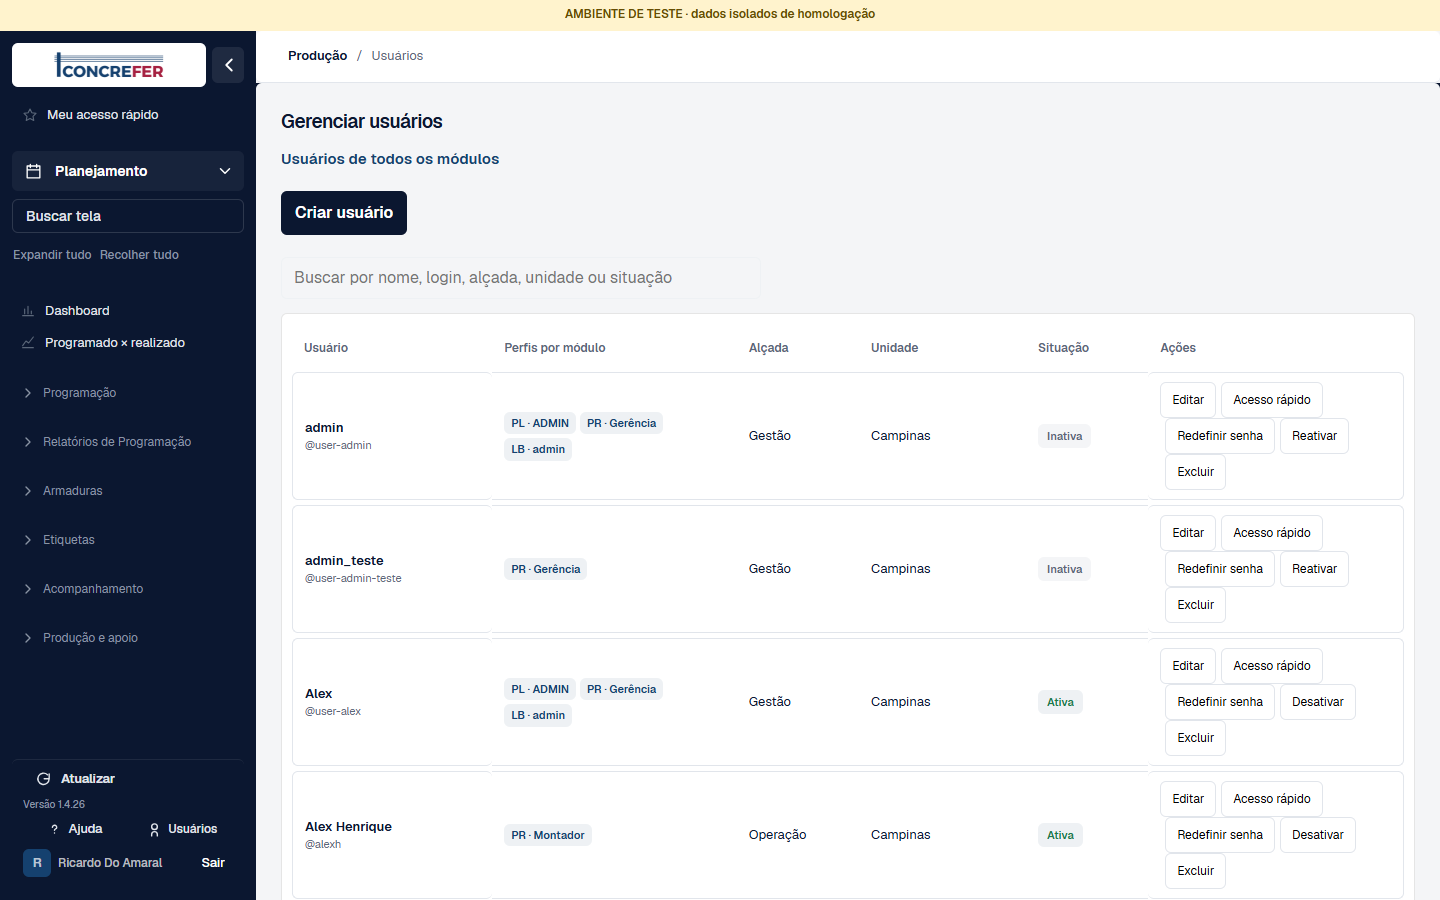 AMBIENTE DE TESTE · dados isolados de homologação
CONCREFER
Meu acesso rápido
Planejamento
Buscar tela
Expandir tudo Recolher tudo
Dashboard
Programado × realizado
Programação
Relatórios de Programação
Armaduras
Etiquetas
Acompanhamento
Produção e apoio
Atualizar
Versão 1.4.26
? Ajuda Usuários
R Ricardo Do Amaral Sair
Produção / Usuários
Gerenciar usuários
Usuários de todos os módulos
Criar usuário
Buscar por nome, login, alçada, unidade ou situação
Usuário Perfis por módulo Alçada Unidade Situação Ações
admin
@user-admin
PL · ADMIN PR · Gerência
LB · admin
Gestão
Campinas
Inativa
Editar Acesso rápido
Redefinir senha Reativar
Excluir
admin_teste
@user-admin-teste
PR · Gerência
Gestão
Campinas
Inativa
Editar Acesso rápido
Redefinir senha Reativar
Excluir
Alex
@user-alex
PL · ADMIN PR · Gerência
LB · admin
Gestão
Campinas
Ativa
Editar Acesso rápido
Redefinir senha Desativar
Excluir
Alex Henrique
@alexh
PR · Montador
Operação
Campinas
Ativa
Editar Acesso rápido
Redefinir senha Desativar
Excluir